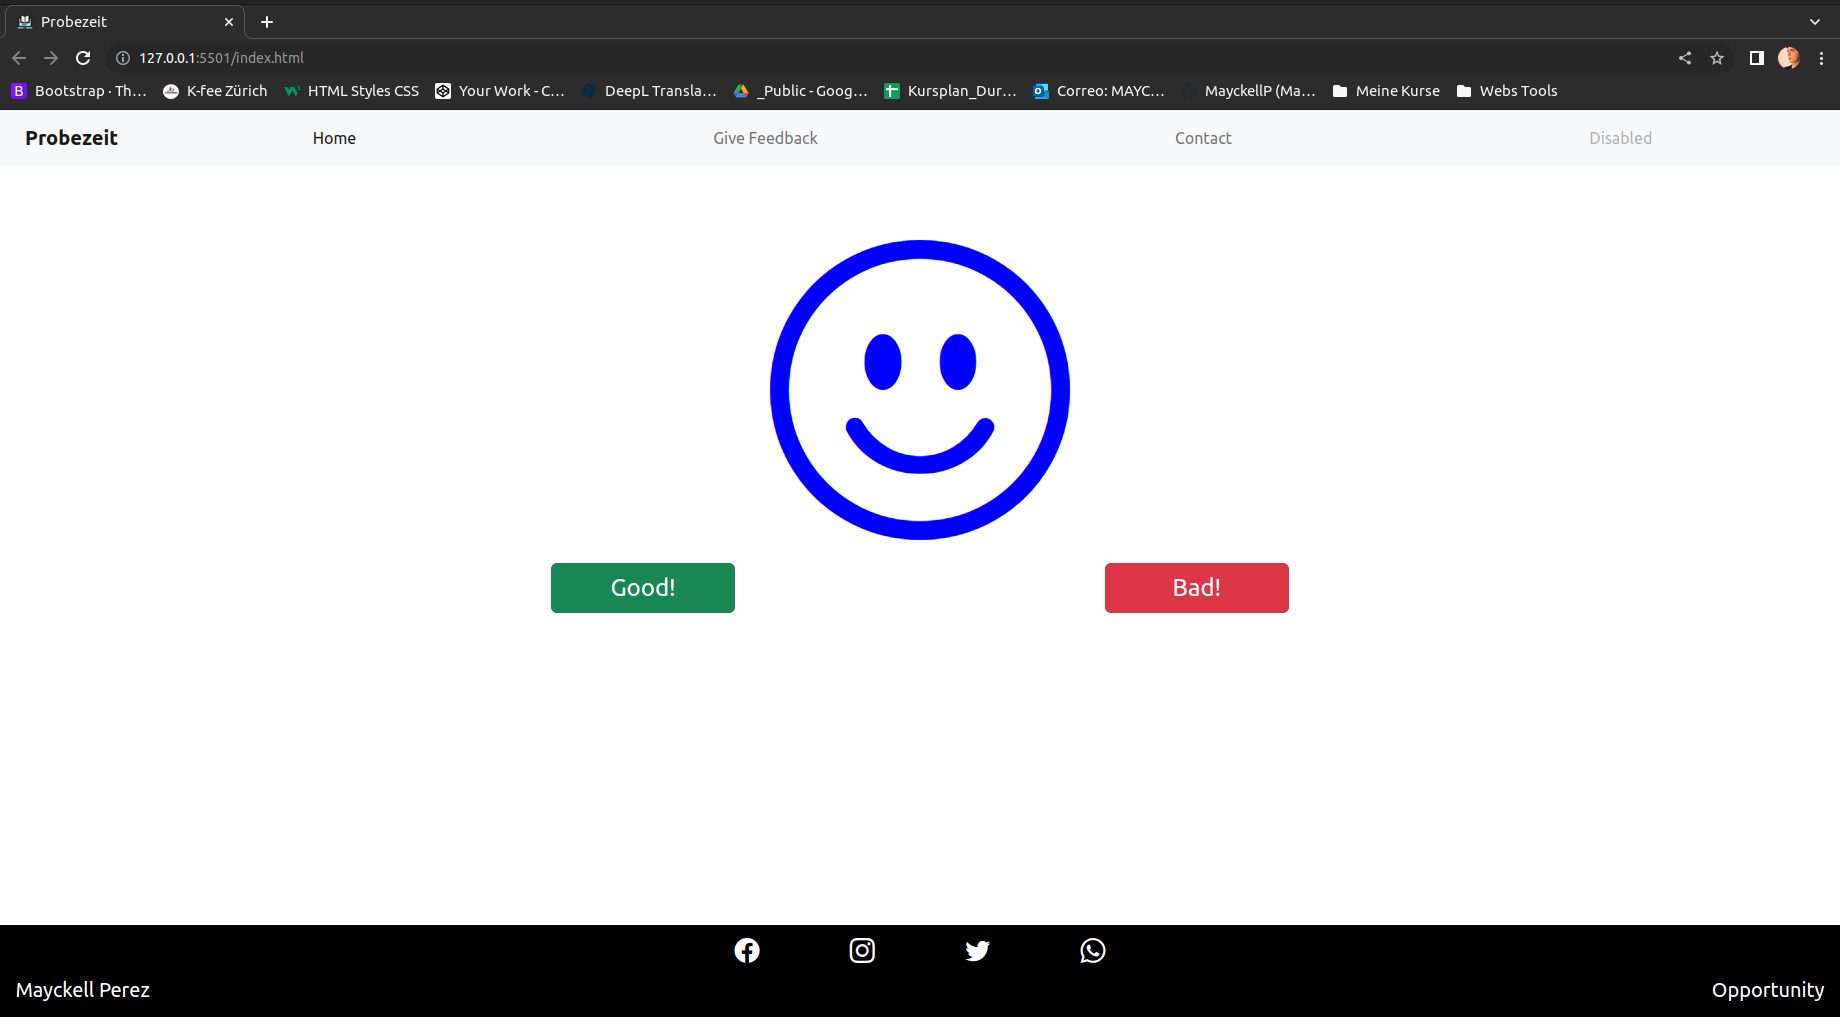 Probezeit
127.0.0.1:5501/index.html
B Bootstrap · Th… K-fee Zürich HTML Styles CSS Your Work - C… DeepL Transla… _Public - Goog… Kursplan_Dur… Correo: MAYC… MayckellP (Ma… Meine Kurse Webs Tools
Probezeit Home Give Feedback Contact Disabled
Good! Bad!
Mayckell Perez Opportunity